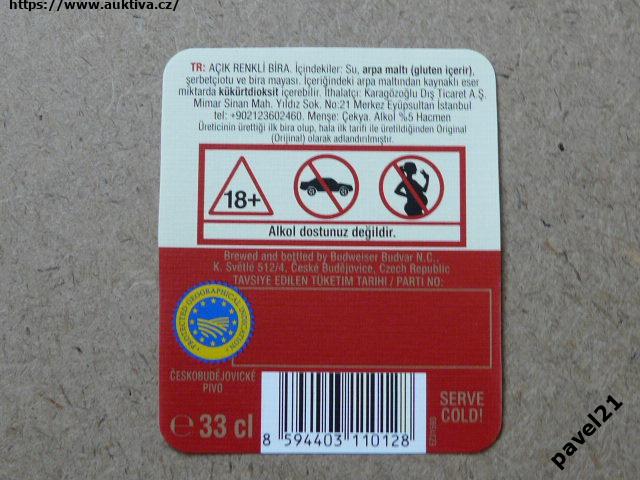 https://www.auktiva.cz/
TR: AÇIK RENKLİ BİRA. İçindekiler: Su, arpa maltı (gluten içerir),
şerbetçiotu ve bira mayası. İçeriğindeki arpa maltından kaynaklı eser
miktarda kükürtdioksit içerebilir. İthalatçı: Karagözoğlu Dış Ticaret A.Ş.
Mimar Sinan Mah. Yıldız Sok. No:21 Merkez Eyüpsultan İstanbul
tel: +902123602460. Menşe: Çekya. Alkol %5 Hacmen
Üreticinin ürettiği ilk bira olup, hala ilk tarifi ile üretildiğinden Original
(Orijinal) olarak adlandırılmıştır.
18+
Alkol dostunuz değildir.
Brewed and bottled by Budweiser Budvar N.C.,
K. Světlé 512/4, České Budějovice, Czech Republic
TAVSİYE EDİLEN TÜKETİM TARİHİ / PARTİ NO:
PROTECTED GEOGRAPHICAL INDICATION
ČESKOBUDĚJOVICKÉ
PIVO
℮ 33 cl
8 594403 110128
SERVE
COLD!
pavel21